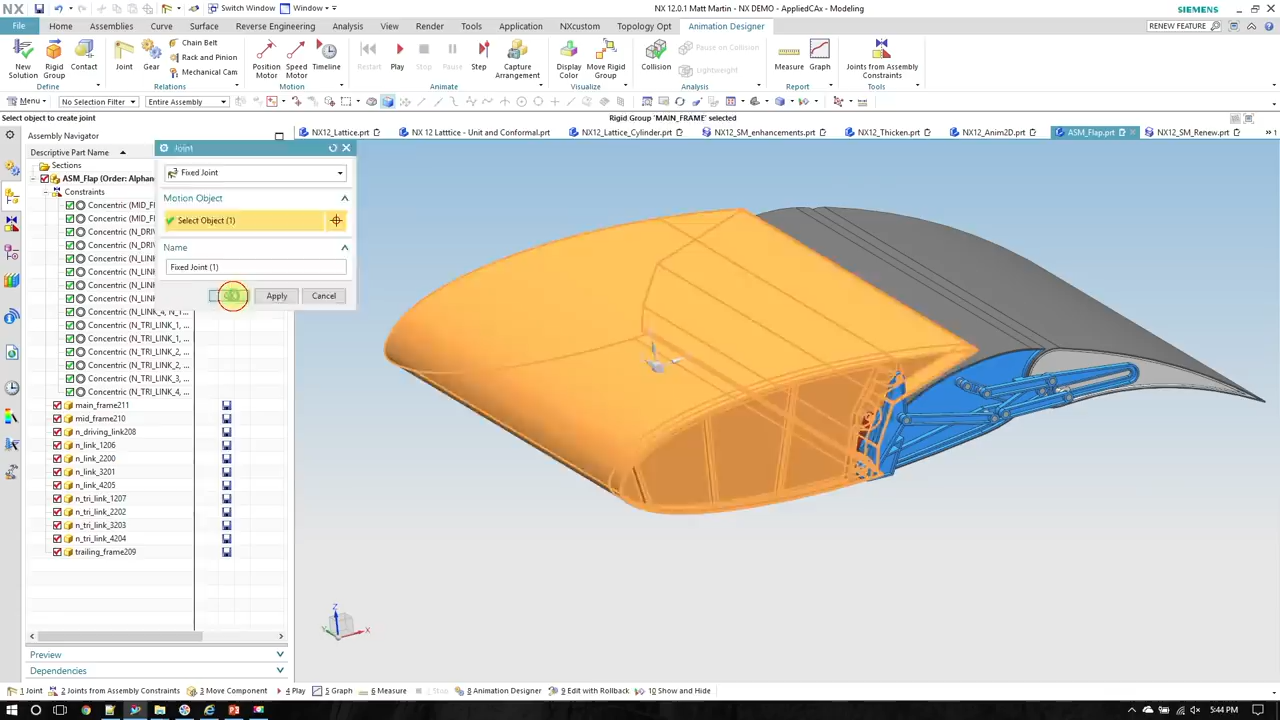 NX
Switch Window
Window
NX 12.0.1 Matt Martin - NX DEMO - AppliedCAx - Modeling
SIEMENS
File Home Assemblies Curve Surface Reverse Engineering Analysis View Render Tools Application NXcustom Topology Opt Animation Designer
RENEW FEATURE
New Solution
Rigid Group
Contact
Joint
Gear
Chain Belt
Rack and Pinion
Mechanical Cam
Position Motor
Speed Motor
Timeline
Restart
Play
Stop
Pause
Step
Capture Arrangement
Display Color
Move Rigid Group
Collision
Pause on Collision
Lightweight
Measure
Graph
Joints from Assembly Constraints
Define Relations Motion Animate Visualize Analysis Report Tools
Menu No Selection Filter Entire Assembly
Select object to create joint
Rigid Group 'MAIN_FRAME' selected
Assembly Navigator
NX12_Lattice.prt NX 12 Latttice - Unit and Conformal.prt NX12_Lattice_Cylinder.prt NX12_SM_enhancements.prt NX12_Thicken.prt NX12_Anim2D.prt ASM_Flap.prt NX12_SM_Renew.prt
Descriptive Part Name
Sections
ASM_Flap (Order: Alphan
Constraints
Concentric (MID_FI
Concentric (MID_FI
Concentric (N_DRI
Concentric (N_DRI
Concentric (N_LINK
Concentric (N_LINK
Concentric (N_LINK
Concentric (N_LINK
Concentric (N_LINK_4, N_T...
Concentric (N_TRI_LINK_1, ...
Concentric (N_TRI_LINK_1, ...
Concentric (N_TRI_LINK_2, ...
Concentric (N_TRI_LINK_2, ...
Concentric (N_TRI_LINK_3, ...
Concentric (N_TRI_LINK_4, ...
main_frame211
mid_frame210
n_driving_link208
n_link_1206
n_link_2200
n_link_3201
n_link_4205
n_tri_link_1207
n_tri_link_2202
n_tri_link_3203
n_tri_link_4204
trailing_frame209
Joint
Fixed Joint
Motion Object
Select Object (1)
Name
Fixed Joint (1)
Apply
Cancel
Z
Y
X
Preview
Dependencies
1 Joint 2 Joints from Assembly Constraints 3 Move Component 4 Play 5 Graph 6 Measure 8 Animation Designer 9 Edit with Rollback 10 Show and Hide
5:44 PM